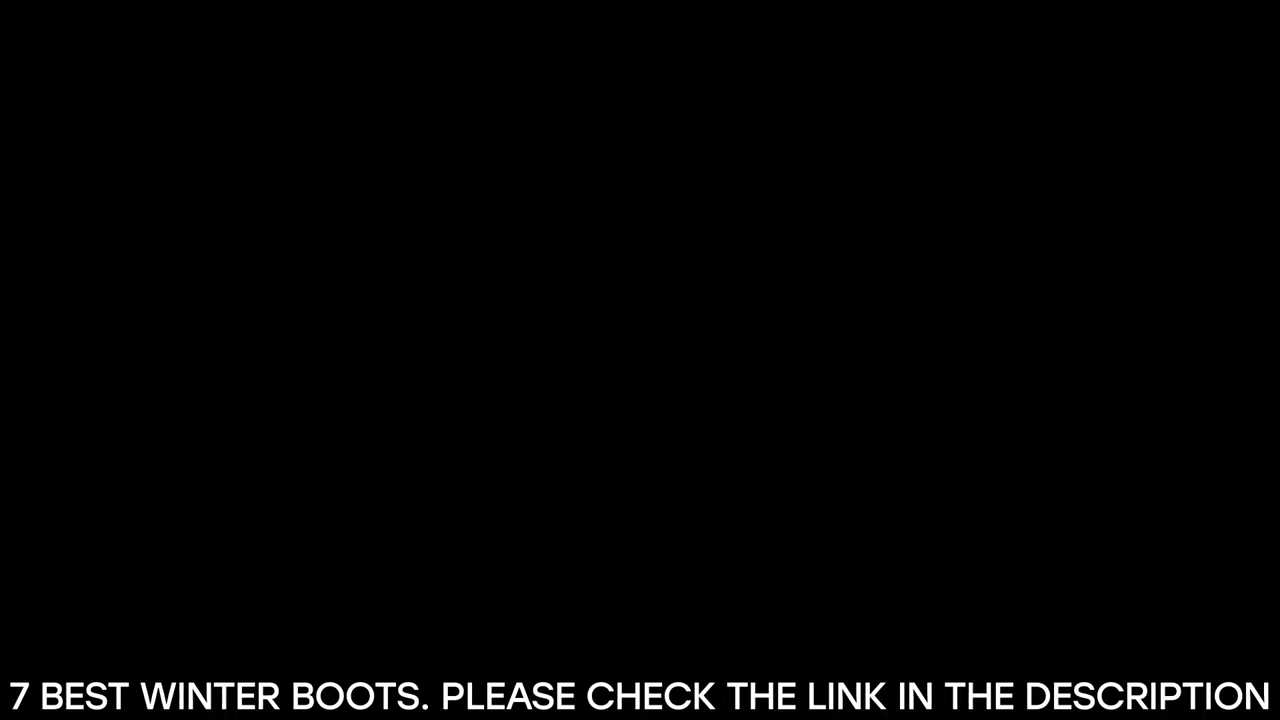 7 BEST WINTER BOOTS. PLEASE CHECK THE LINK IN THE DESCRIPTION